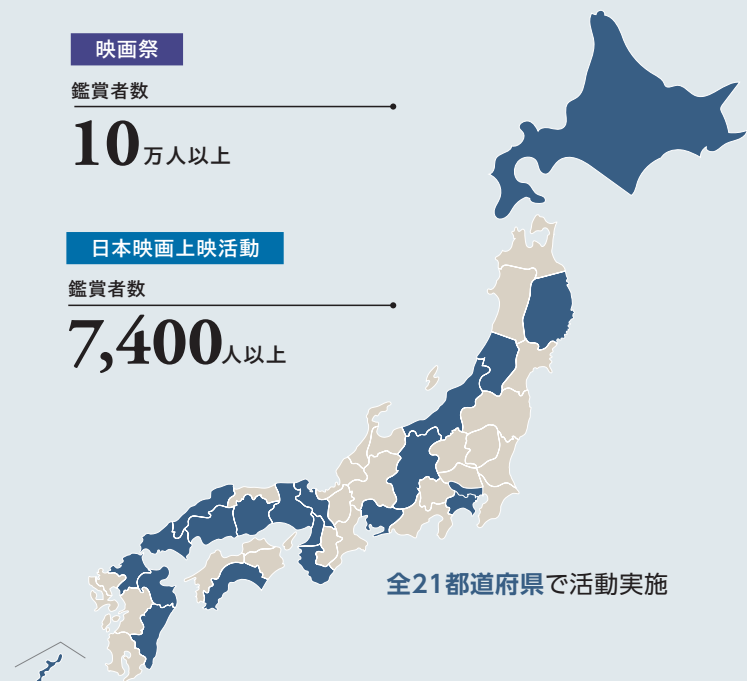 映画祭
鑑賞者数
10万人以上
日本映画上映活動
鑑賞者数
7,400人以上
全21都道府県で活動実施